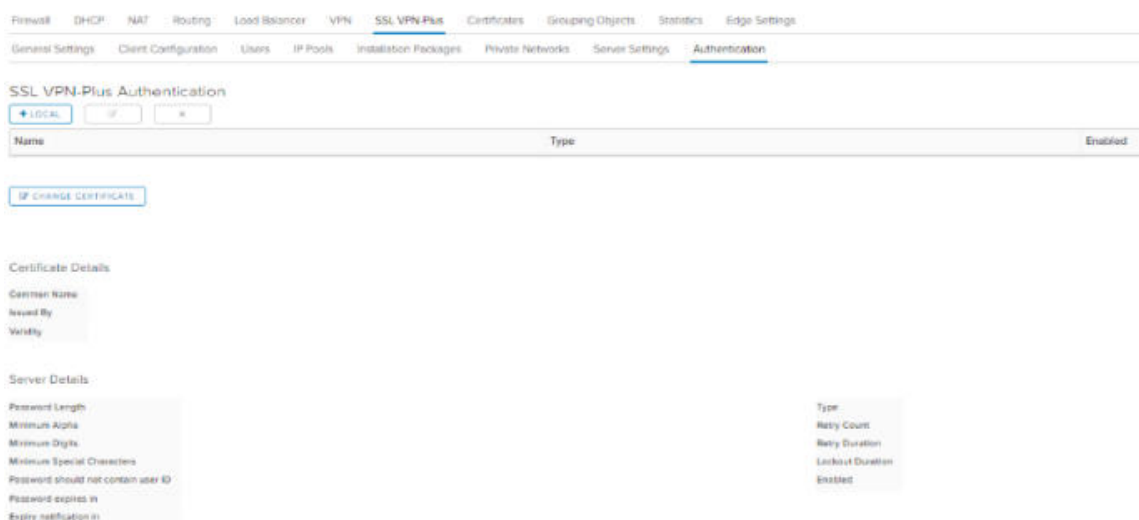 Firewall DHCP NAT Routing Load Balancer VPN SSL VPN-Plus Certificates Grouping Objects Statistics Edge Settings
General Settings Client Configuration Users IP Pools Installation Packages Private Networks Server Settings Authentication
SSL VPN-Plus Authentication
+ LOCAL
Name Type Enabled
CHANGE CERTIFICATE
Certificate Details
Common Name
Issued By
Validity
Server Details
Password Length
Minimum Alpha
Minimum Digits
Minimum Special Characters
Password should not contain user ID
Password expires in
Expiry notification in
Type
Retry Count
Retry Duration
Lockout Duration
Enabled